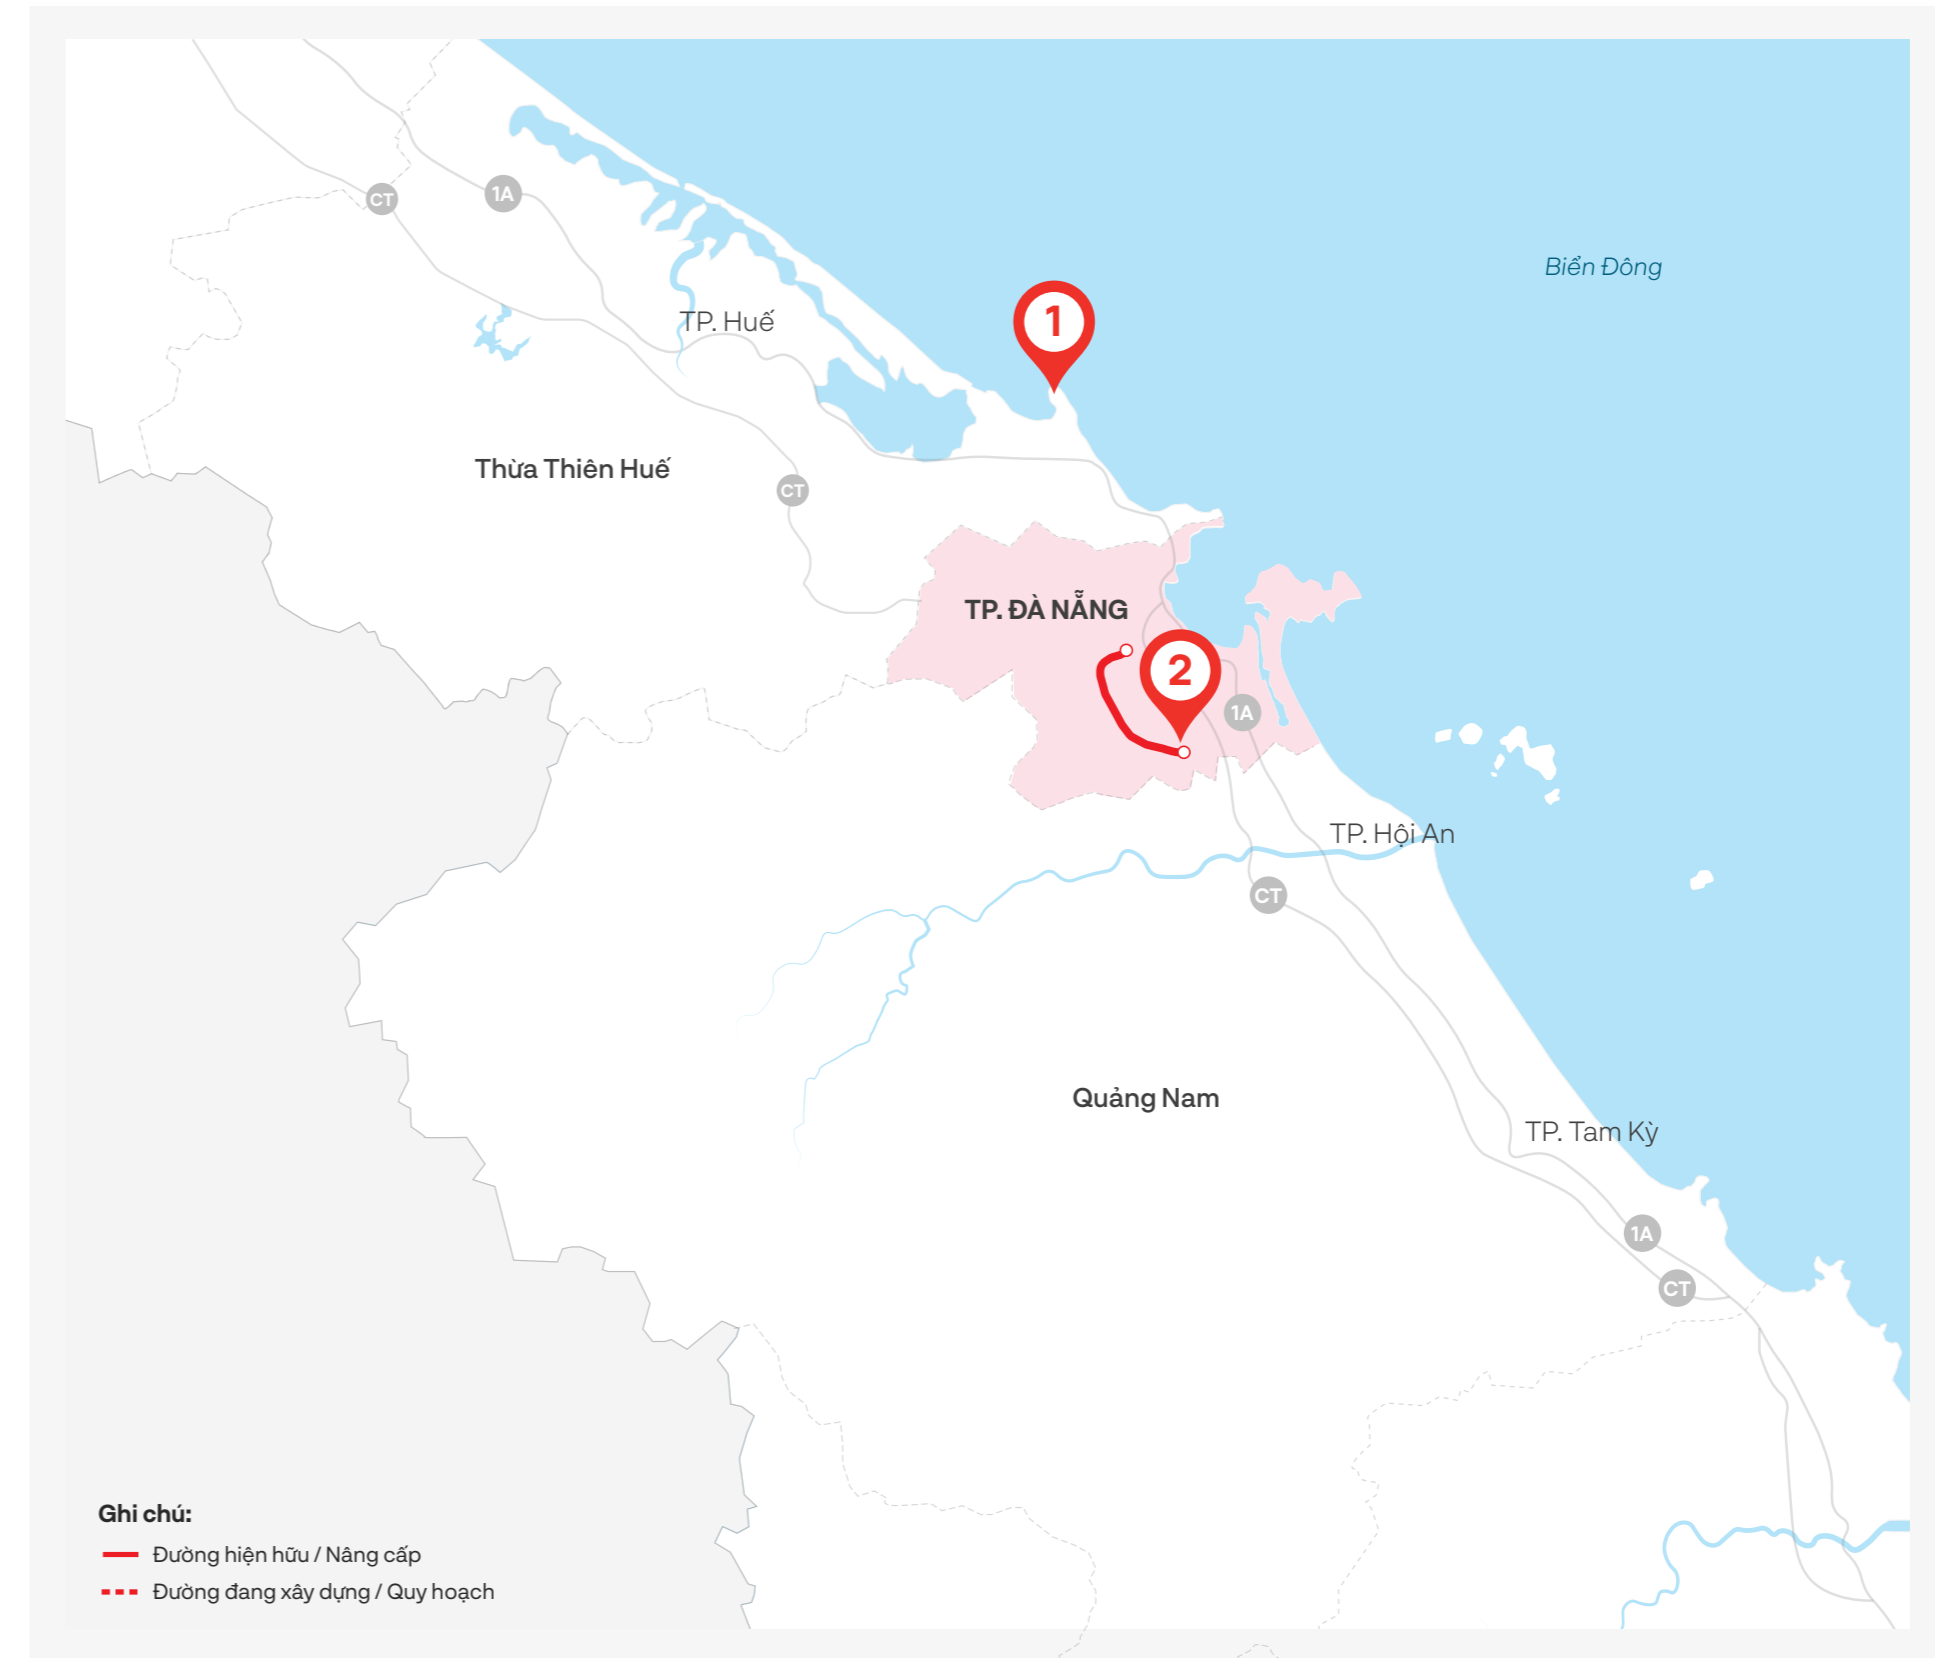 CT
1A
Biển Đông
TP. Huế
1
Thừa Thiên Huế
CT
TP. ĐÀ NẴNG
2
1A
TP. Hội An
CT
Quảng Nam
TP. Tam Kỳ
1A
CT
Ghi chú:
Đường hiện hữu / Nâng cấp
Đường đang xây dựng / Quy hoạch